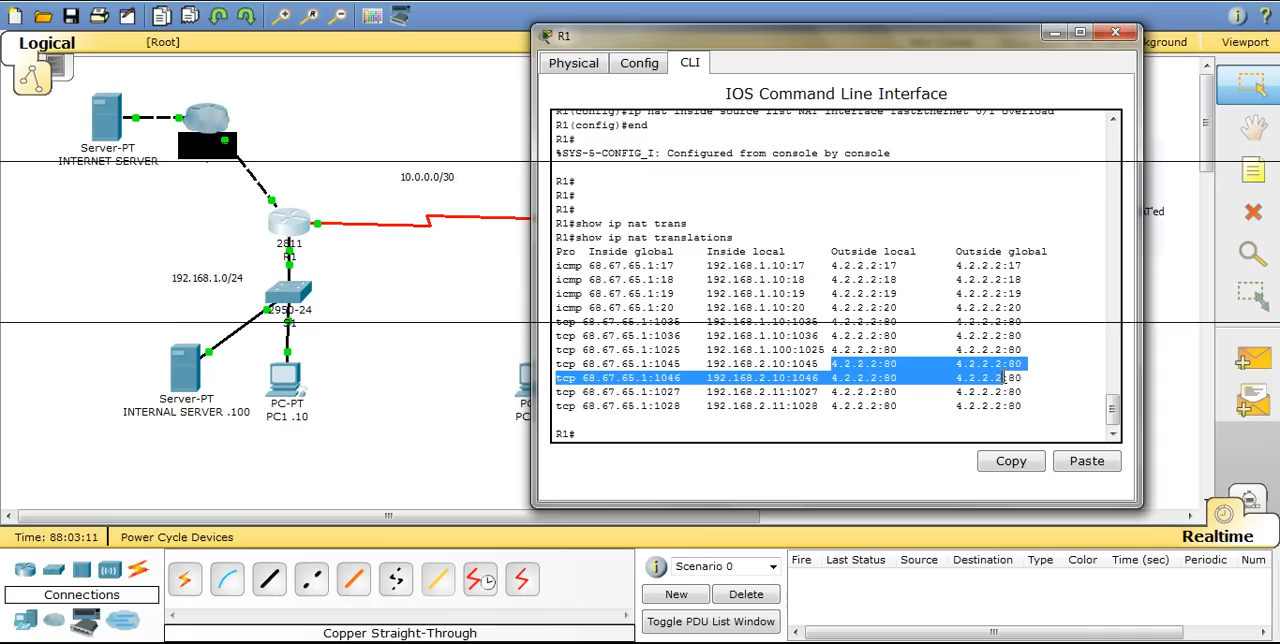 Logical
[Root]
kground
Viewport
R1
Physical
Config
CLI
IOS Command Line Interface
R1(config)#ip nat inside source list NAT interface fastEthernet 0/1 overload
R1(config)#end
R1#
%SYS-5-CONFIG_I: Configured from console by console
R1#
R1#
R1#
R1#show ip nat trans
R1#show ip nat translations
Pro Inside global Inside local Outside local Outside global
icmp 68.67.65.1:17 192.168.1.10:17 4.2.2.2:17 4.2.2.2:17
icmp 68.67.65.1:18 192.168.1.10:18 4.2.2.2:18 4.2.2.2:18
icmp 68.67.65.1:19 192.168.1.10:19 4.2.2.2:19 4.2.2.2:19
icmp 68.67.65.1:20 192.168.1.10:20 4.2.2.2:20 4.2.2.2:20
tcp 68.67.65.1:1035 192.168.1.10:1035 4.2.2.2:80 4.2.2.2:80
tcp 68.67.65.1:1036 192.168.1.10:1036 4.2.2.2:80 4.2.2.2:80
tcp 68.67.65.1:1025 192.168.1.100:1025 4.2.2.2:80 4.2.2.2:80
tcp 68.67.65.1:1045 192.168.2.10:1045 4.2.2.2:80 4.2.2.2:80
tcp 68.67.65.1:1046 192.168.2.10:1046 4.2.2.2:80 4.2.2.2:80
tcp 68.67.65.1:1027 192.168.2.11:1027 4.2.2.2:80 4.2.2.2:80
tcp 68.67.65.1:1028 192.168.2.11:1028 4.2.2.2:80 4.2.2.2:80
R1#
Copy
Paste
Server-PT
INTERNET SERVER
10.0.0.0/30
2811
R1
192.168.1.0/24
2950-24
S1
Server-PT
INTERNAL SERVER .100
PC-PT
PC1 .10
ATed
Time: 88:03:11
Power Cycle Devices
Realtime
Connections
Copper Straight-Through
Scenario 0
New
Delete
Toggle PDU List Window
Fire Last Status Source Destination Type Color Time (sec) Periodic Num